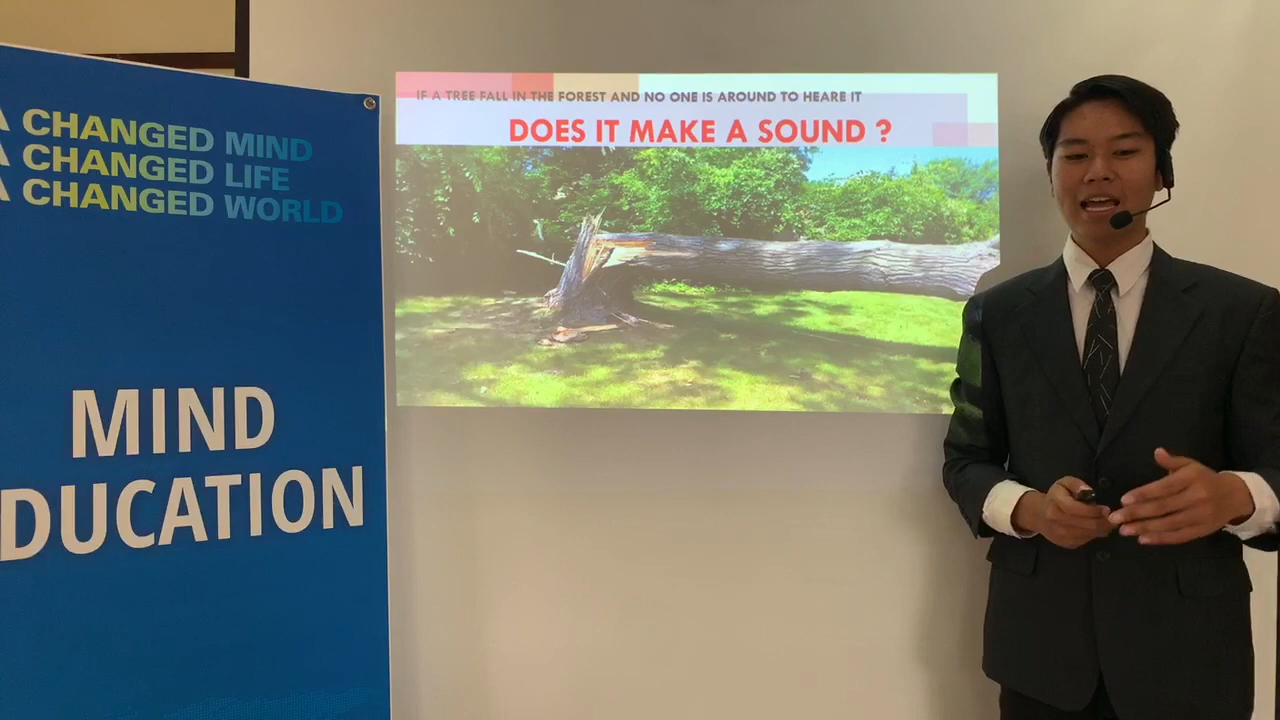 A CHANGED MIND
A CHANGED LIFE
A CHANGED WORLD
MIND
DUCATION
IF A TREE FALL IN THE FOREST AND NO ONE IS AROUND TO HEARE IT
DOES IT MAKE A SOUND ?